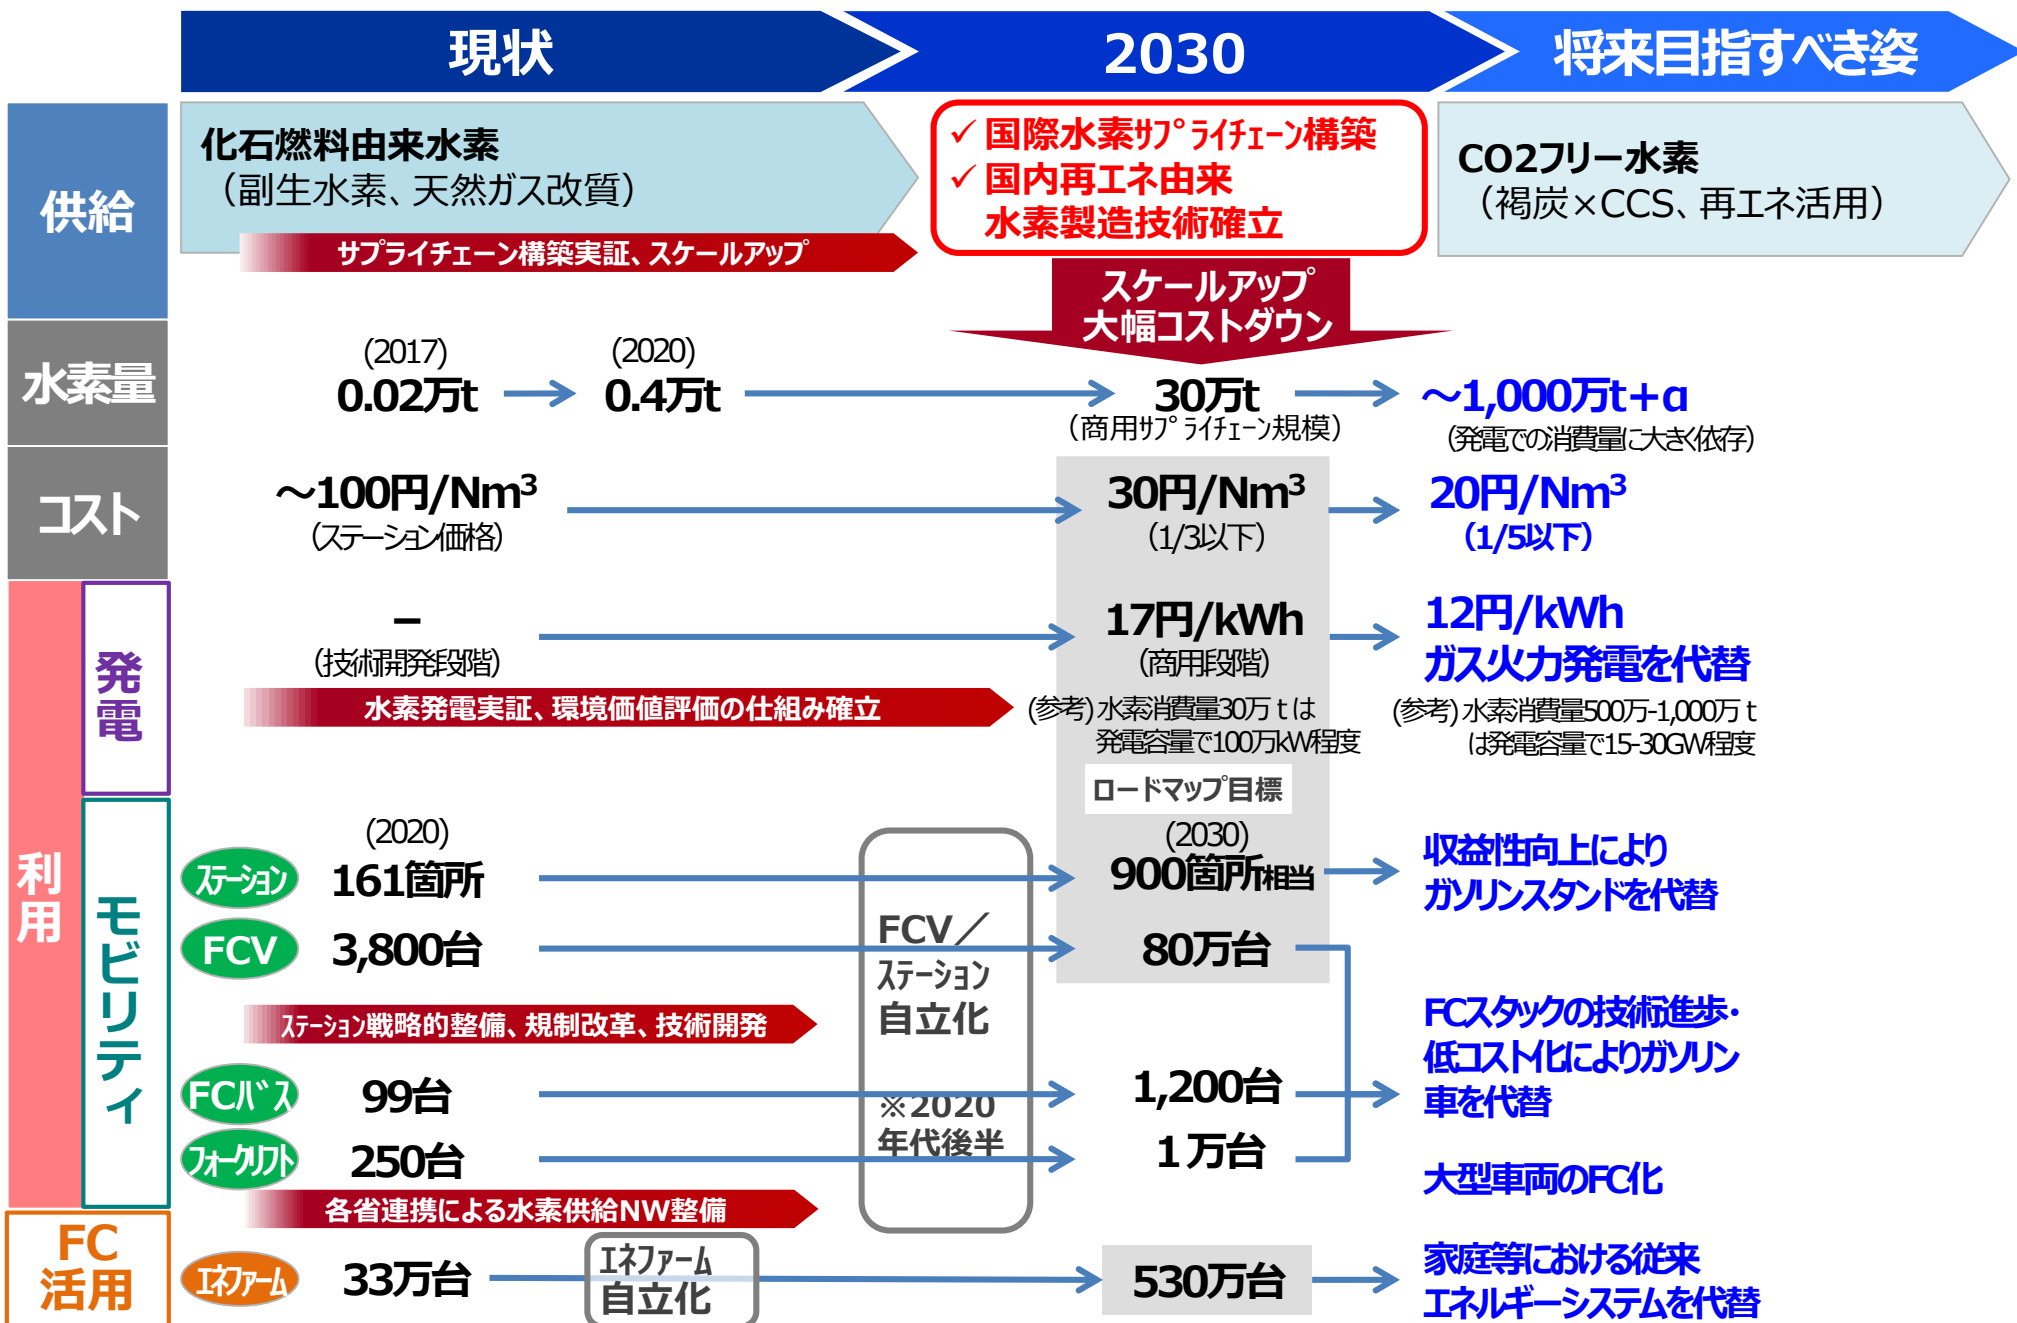 現状
2030
将来目指すべき姿
供給
化石燃料由来水素
（副生水素、天然ガス改質）
サプライチェーン構築実証、スケールアップ
✓ 国際水素ｻﾌﾟﾗｲﾁｪｰﾝ構築
✓ 国内再エネ由来
水素製造技術確立
CO2フリー水素
（褐炭×CCS、再エネ活用）
スケールアップ
大幅コストダウン
水素量
(2017)
0.02万t
(2020)
0.4万t
30万t
（商用ｻﾌﾟﾗｲﾁｪｰﾝ規模）
～1,000万t+α
（発電での消費量に大きく依存）
コスト
～100円/Nm³
（ステーション価格）
30円/Nm³
（1/3以下）
20円/Nm³
（1/5以下）
利用
発電
－
（技術開発段階）
17円/kWh
（商用段階）
12円/kWh
ガス火力発電を代替
水素発電実証、環境価値評価の仕組み確立
(参考) 水素消費量30万ｔは
発電容量で100万kW程度
(参考) 水素消費量500万-1,000万ｔ
は発電容量で15-30GW程度
ロードマップ目標
モビリティ
(2020)
(2030)
ｽﾃｰｼｮﾝ
161箇所
900箇所相当
収益性向上により
ガソリンスタンドを代替
FCV
3,800台
80万台
FCV／
ｽﾃｰｼｮﾝ
自立化
※2020
年代後半
ｽﾃｰｼｮﾝ戦略的整備、規制改革、技術開発
FCスタックの技術進歩・
低コスト化によりガソリン
車を代替
FCﾊﾞｽ
99台
1,200台
ﾌｫｰｸﾘﾌﾄ
250台
1万台
大型車両のFC化
各省連携による水素供給NW整備
FC
活用
ｴﾈﾌｧｰﾑ
33万台
ｴﾈﾌｧｰﾑ
自立化
530万台
家庭等における従来
エネルギーシステムを代替